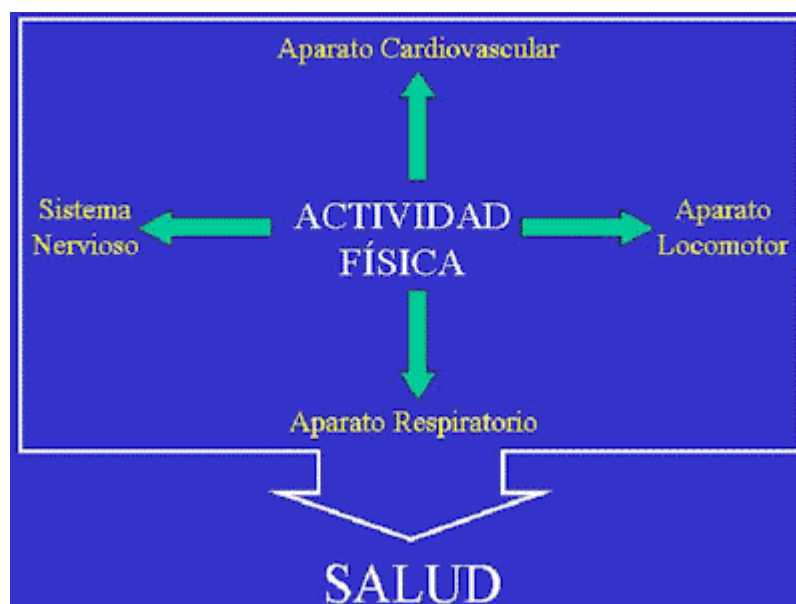 Aparato Cardiovascular
Sistema
Nervioso
ACTIVIDAD
FÍSICA
Aparato
Locomotor
Aparato Respiratorio
SALUD